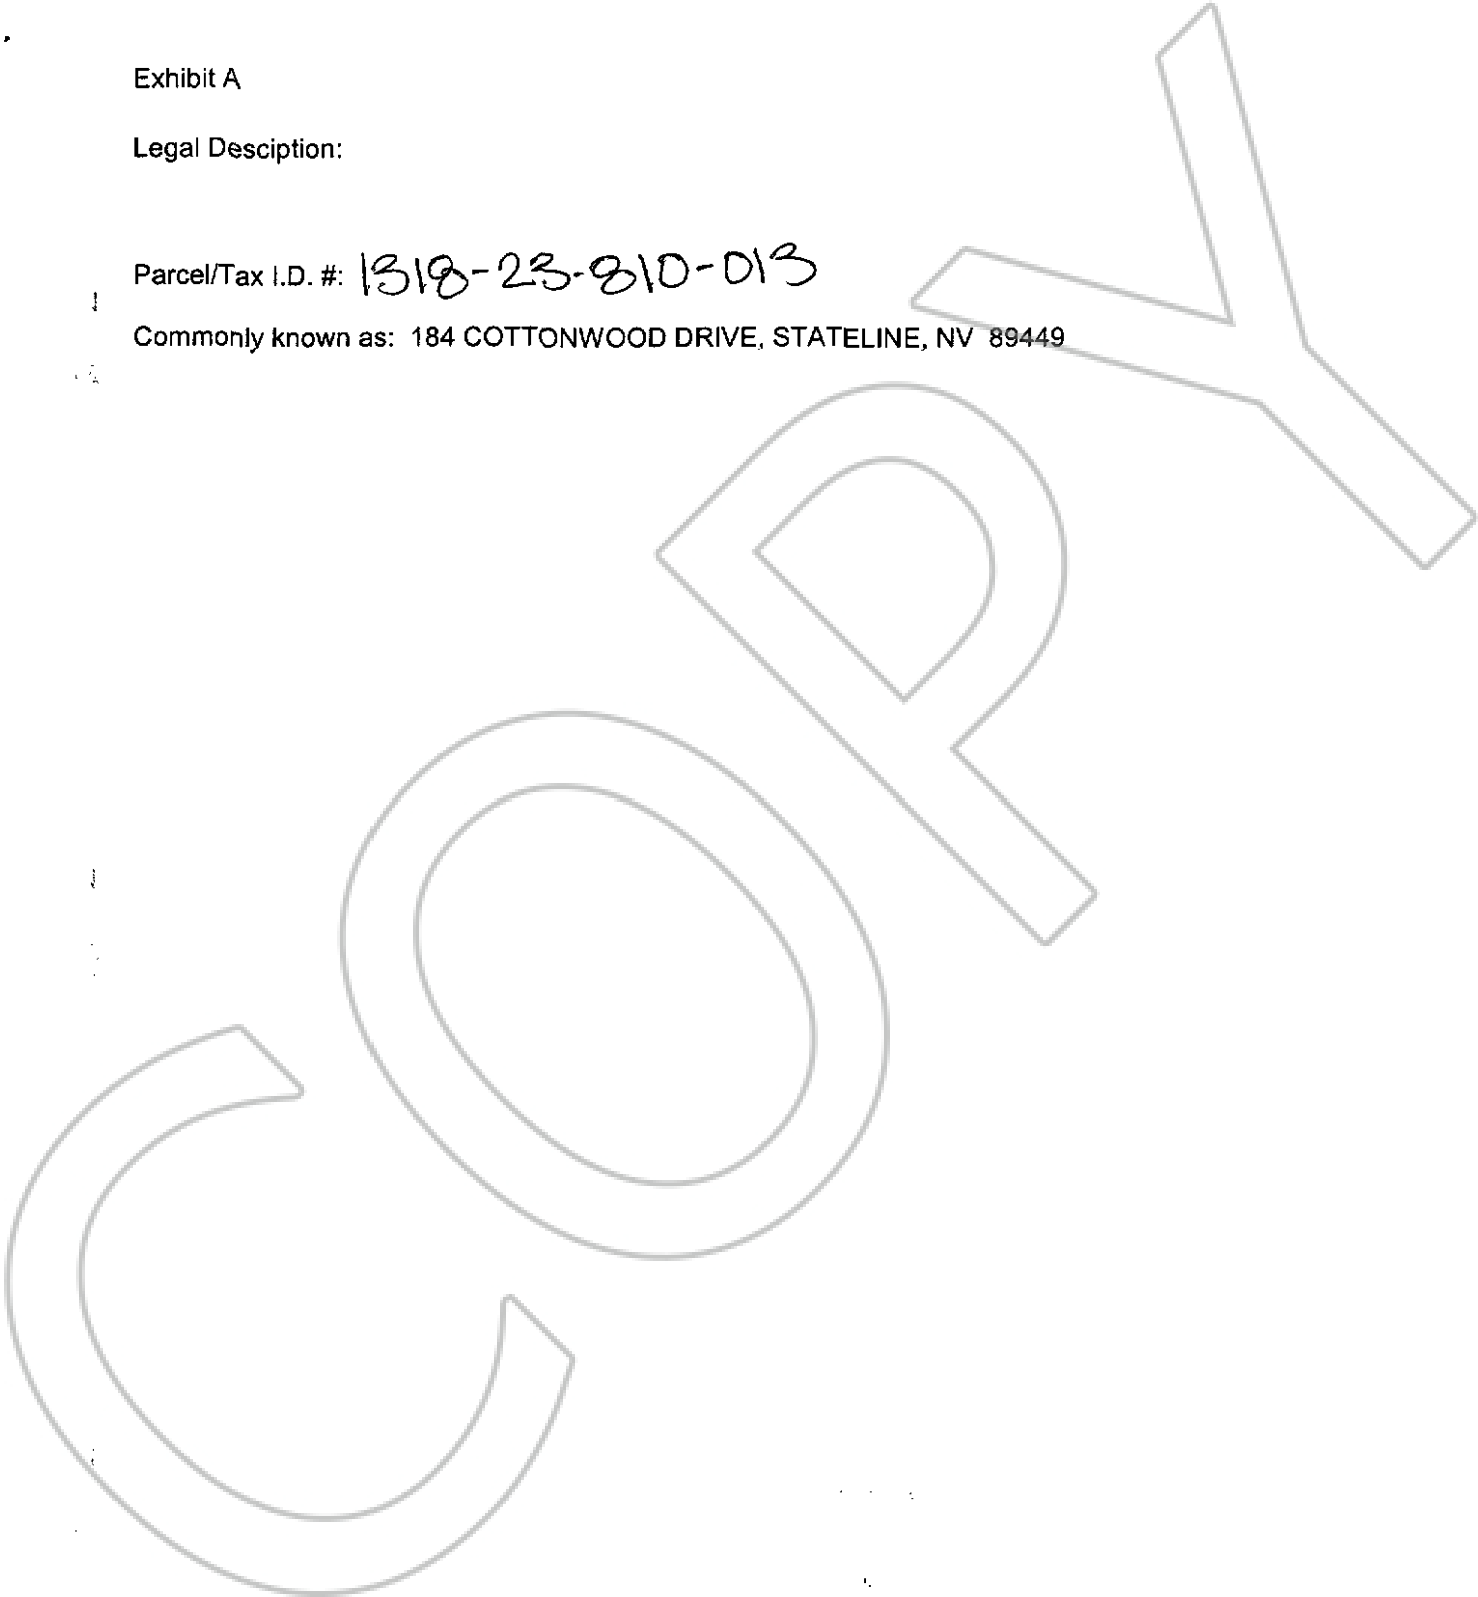 Exhibit A
Legal Desciption:
Parcel/Tax I.D. #: 1318-23-810-013
Commonly known as: 184 COTTONWOOD DRIVE, STATELINE, NV 89449
COPY